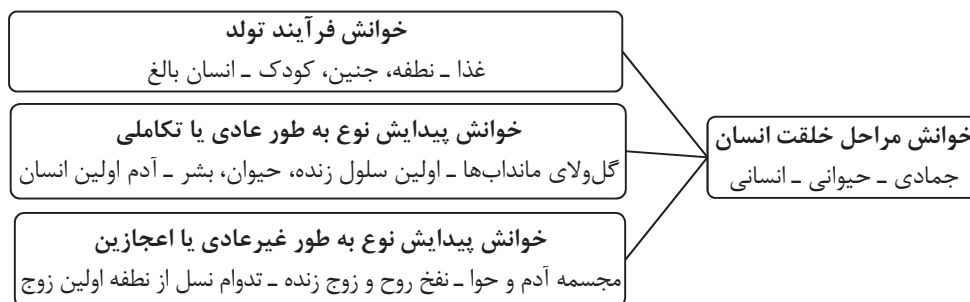 خوانش مراحل خلقت انسان
جمادی ـ حیوانی ـ انسانی
خوانش فرآیند تولد
غذا ـ نطفه، جنین، کودک ـ انسان بالغ
خوانش پیدایش نوع به طور عادی یا تکاملی
گل‌ولای مانداب‌ها ـ اولین سلول زنده، حیوان، بشر ـ آدم اولین انسان
خوانش پیدایش نوع به طور غیرعادی یا اعجازین
مجسمه آدم و حوا ـ نفخ روح و زوج زنده ـ تدوام نسل از نطفه اولین زوج